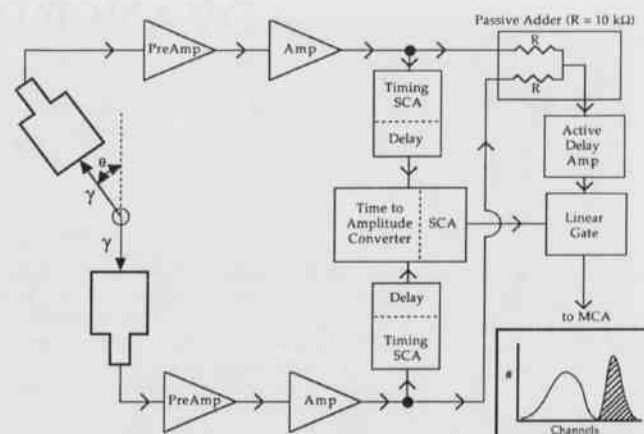 Passive Adder (R = 10 kΩ)
R
R
PreAmp
Amp
Timing
SCA
Delay
Active
Delay
Amp
θ
γ
γ
Time to
Amplitude
Converter
SCA
Linear
Gate
Delay
Timing
SCA
to MCA
PreAmp
Amp
#
Channels